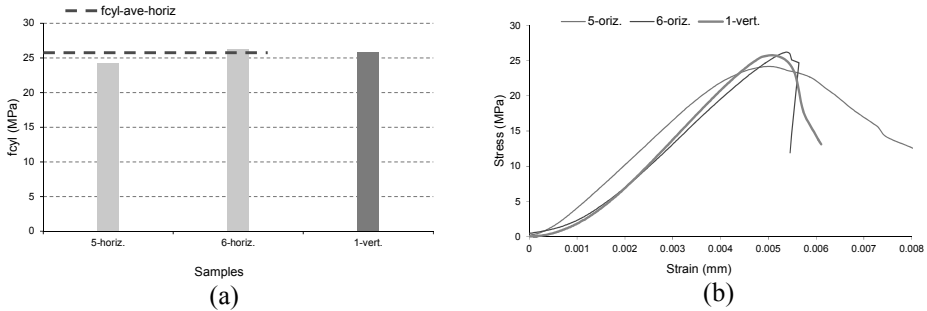 fcyl-ave-horiz
fcyl (MPa)
30
25
20
15
10
5
0
5-horiz.
6-horiz.
1-vert.
Samples
(a)
5-oriz.
6-oriz.
1-vert.
Stress (MPa)
30
25
20
15
10
5
0
0
0.001
0.002
0.003
0.004
0.005
0.006
0.007
0.008
Strain (mm)
(b)